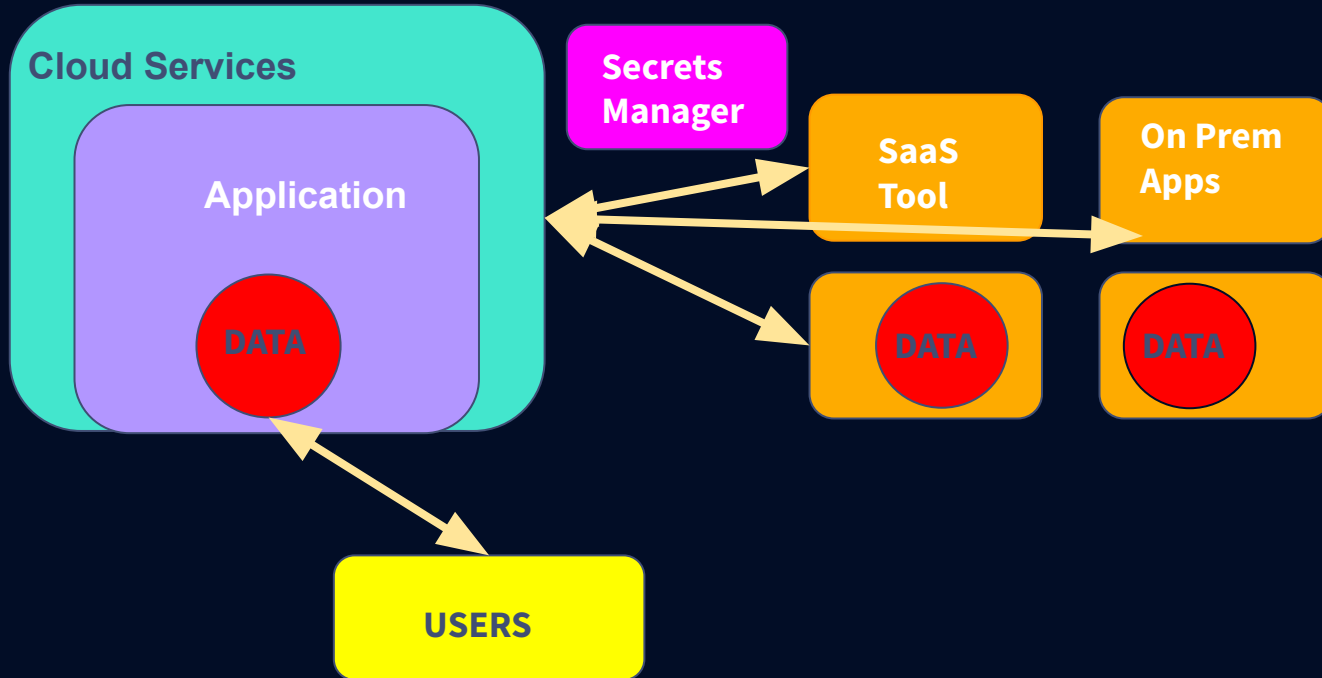 Cloud Services
Application
DATA
Secrets
Manager
SaaS
Tool
On Prem
Apps
DATA
DATA
USERS